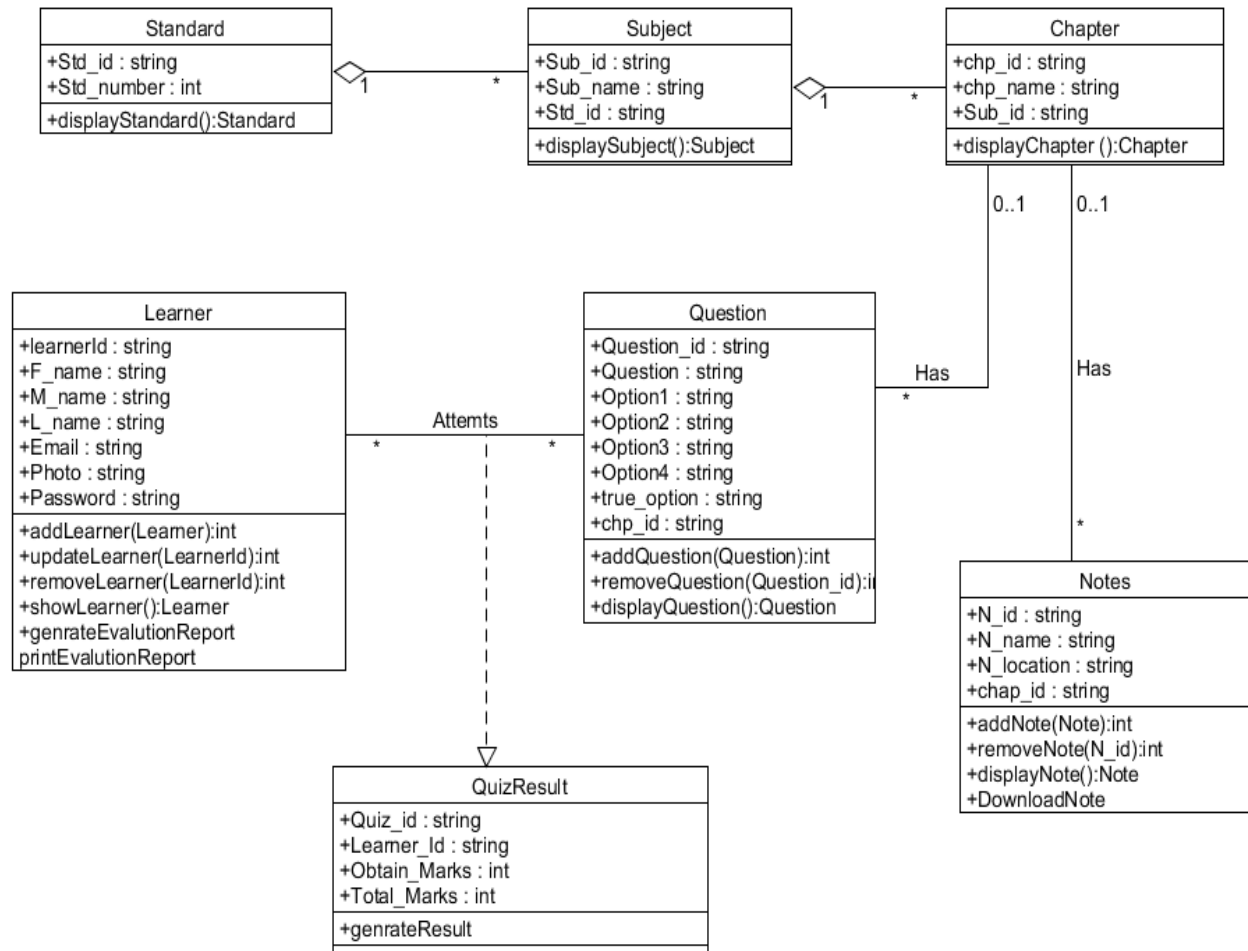 Standard
+Std_id : string
+Std_number : int
+displayStandard():Standard
1
*
Subject
+Sub_id : string
+Sub_name : string
+Std_id : string
+displaySubject():Subject
1
*
Chapter
+chp_id : string
+chp_name : string
+Sub_id : string
+displayChapter ():Chapter
0..1
0..1
Learner
+learnerId : string
+F_name : string
+M_name : string
+L_name : string
+Email : string
+Photo : string
+Password : string
+addLearner(Learner):int
+updateLearner(LearnerId):int
+removeLearner(LearnerId):int
+showLearner():Learner
+genrateEvalutionReport
printEvalutionReport
Attemts
*
*
Question
+Question_id : string
+Question : string
+Option1 : string
+Option2 : string
+Option3 : string
+Option4 : string
+true_option : string
+chp_id : string
+addQuestion(Question):int
+removeQuestion(Question_id):i
+displayQuestion():Question
Has
*
Has
*
Notes
+N_id : string
+N_name : string
+N_location : string
+chap_id : string
+addNote(Note):int
+removeNote(N_id):int
+displayNote():Note
+DownloadNote
QuizResult
+Quiz_id : string
+Learner_Id : string
+Obtain_Marks : int
+Total_Marks : int
+genrateResult